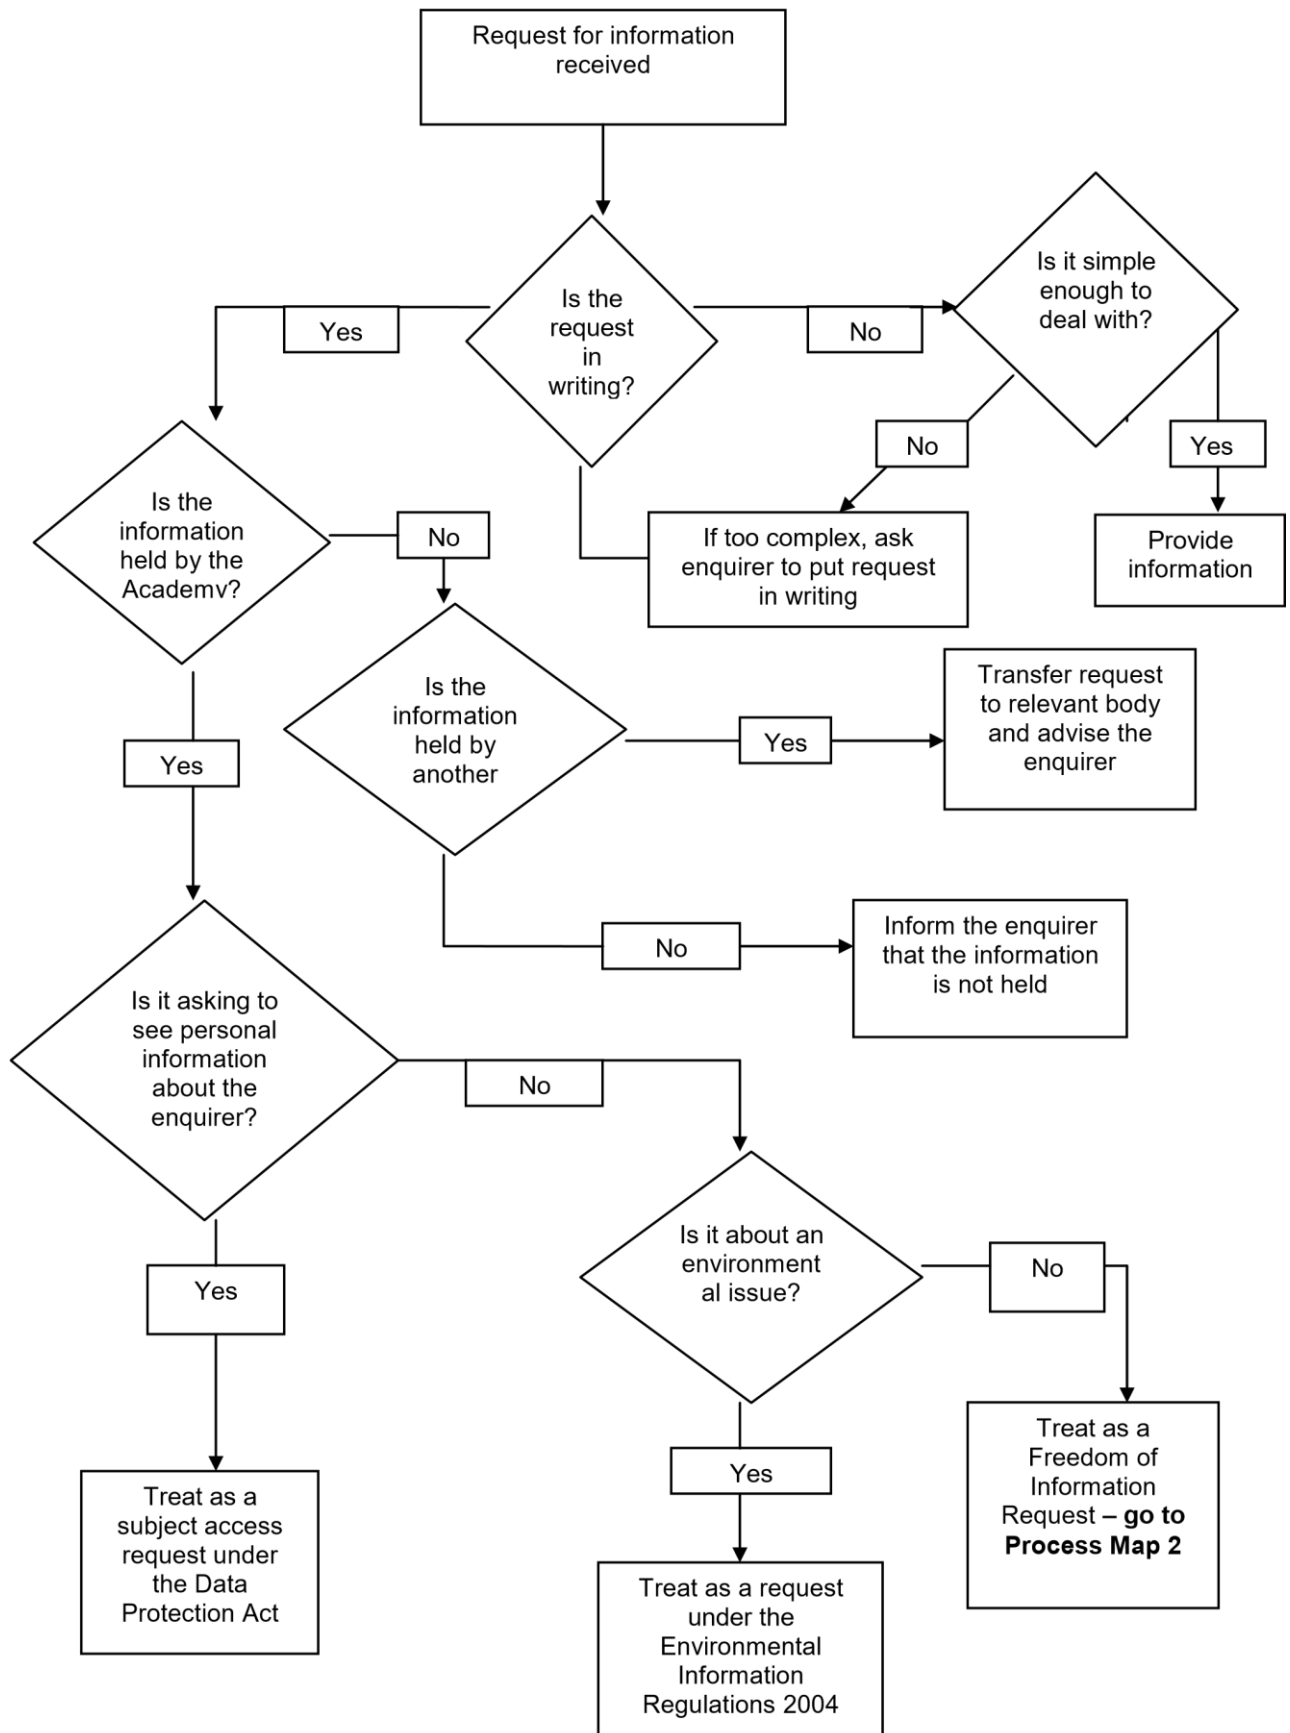 Request for information
received
Is it simple
enough to
deal with?
Is the
request
in
writing?
Yes
No
No
Yes
Is the
information
held by the
Academv?
No
If too complex, ask
enquirer to put request
in writing
Provide
information
Is the
information
held by
another
Yes
Transfer request
to relevant body
and advise the
enquirer
Yes
No
Inform the enquirer
that the information
is not held
Is it asking to
see personal
information
about the
enquirer?
No
Is it about an
environment
al issue?
No
Yes
Yes
Treat as a
Freedom of
Information
Request – go to
Process Map 2
Treat as a
subject access
request under
the Data
Protection Act
Treat as a request
under the
Environmental
Information
Regulations 2004